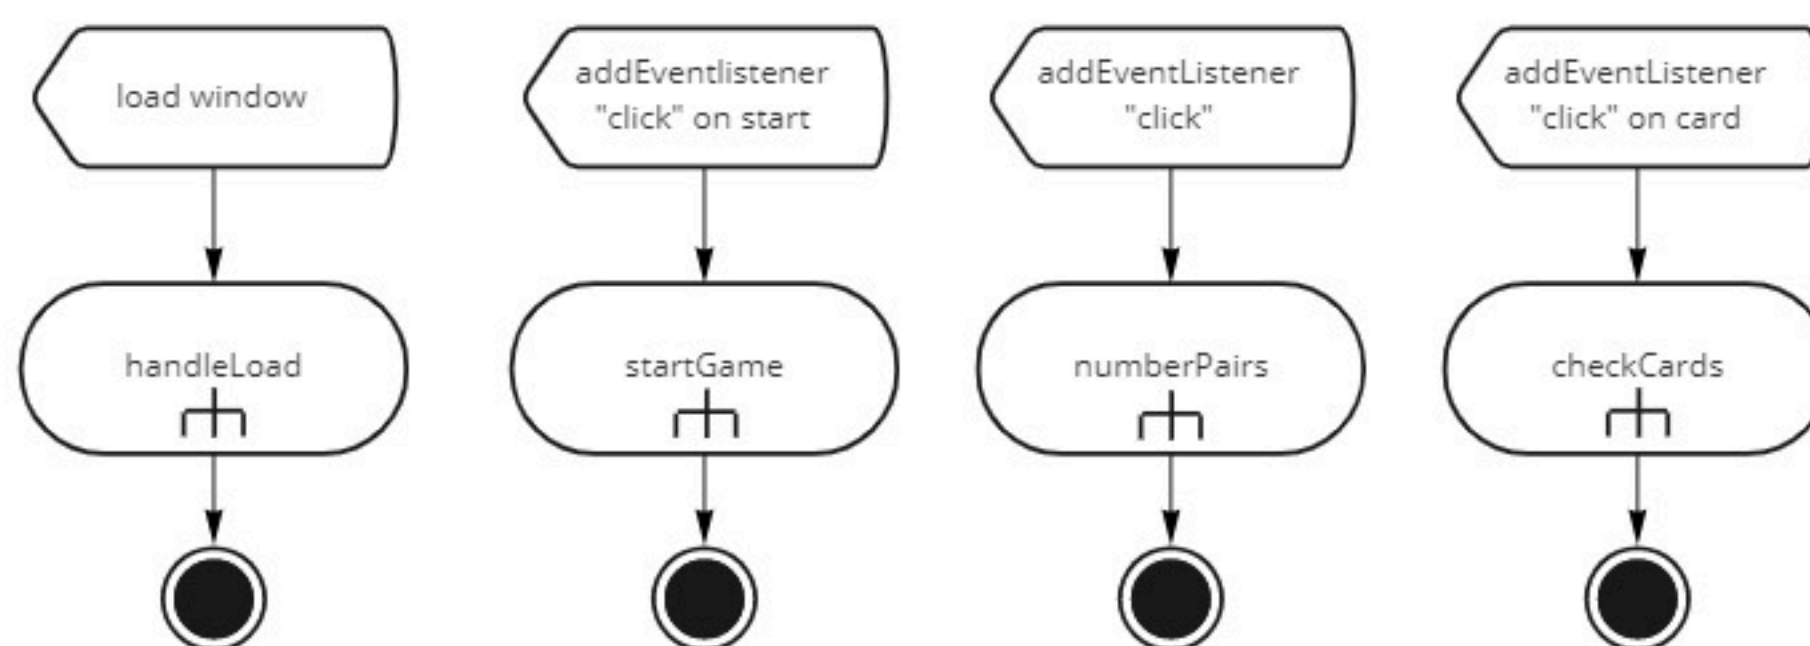 load window
addEventlistener
"click" on start
addEventListener
"click"
addEventListener
"click" on card
handleLoad
startGame
numberPairs
checkCards